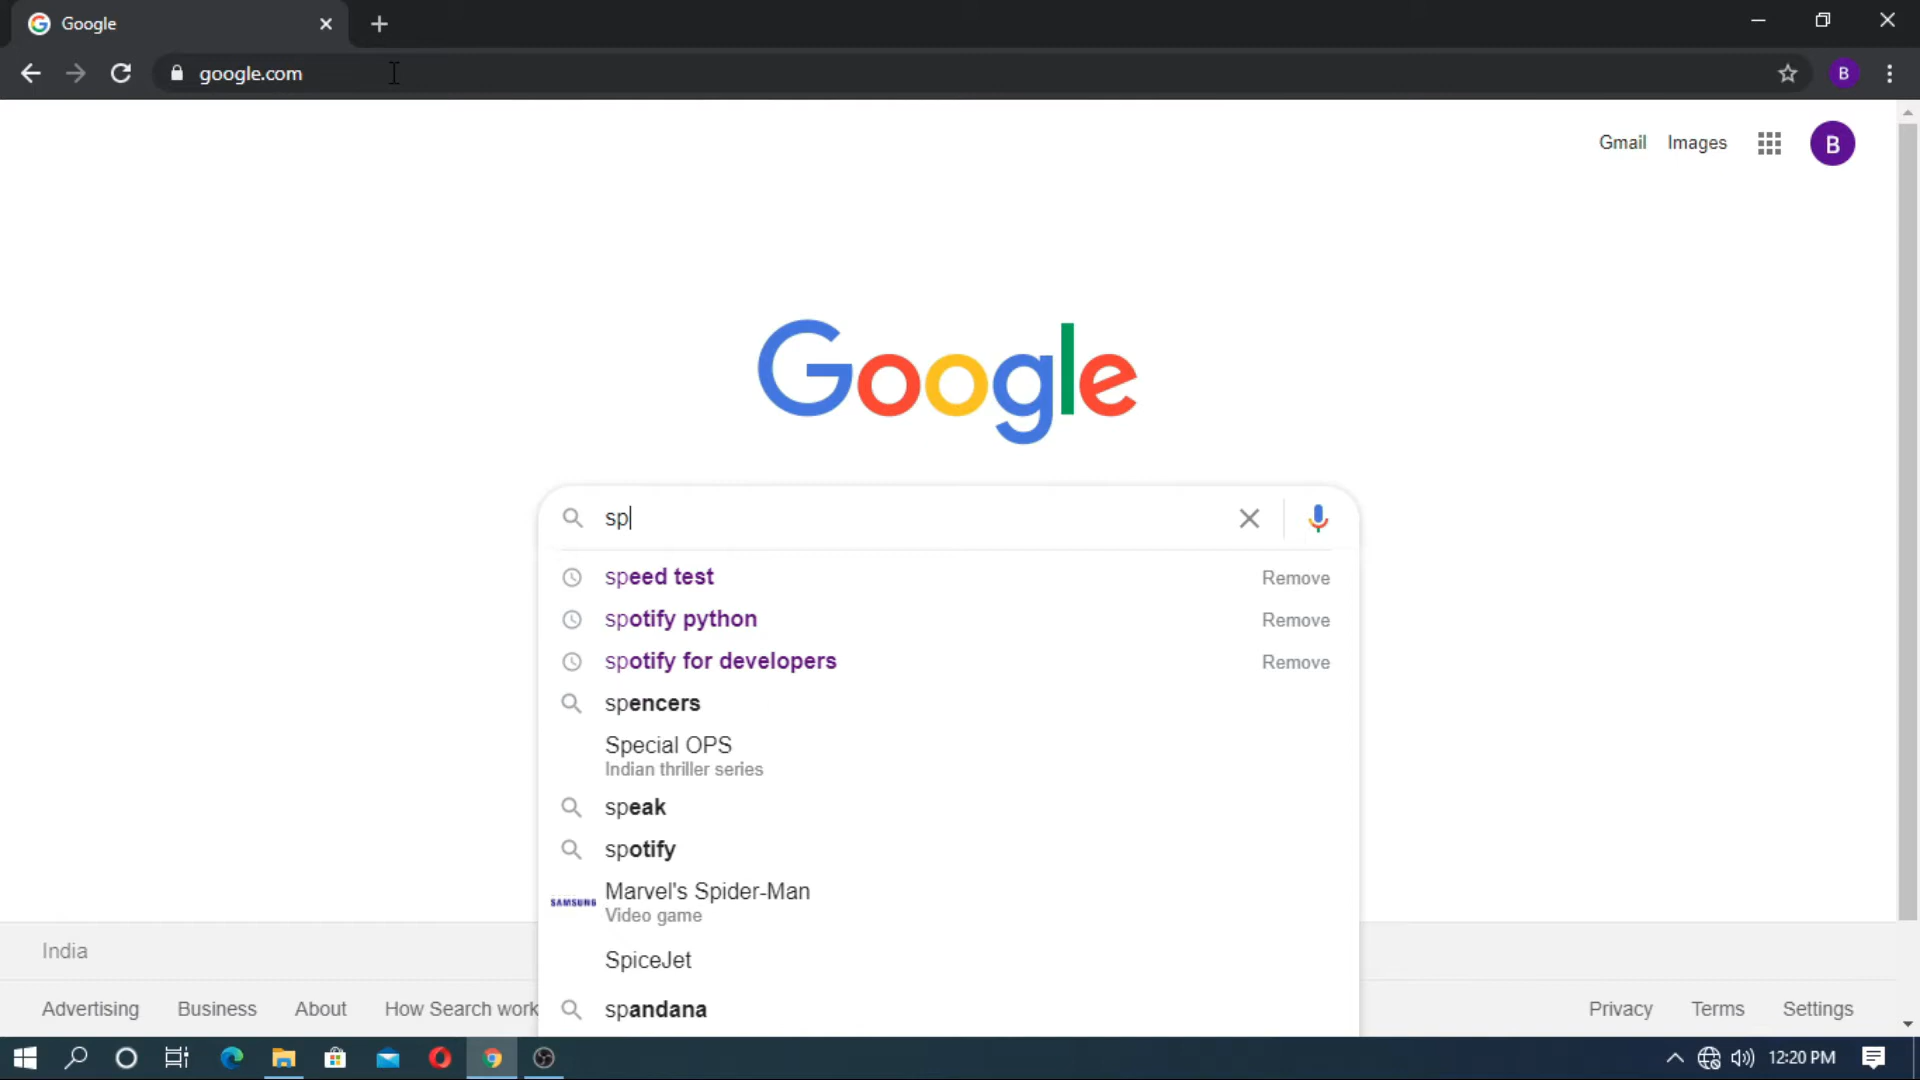 Google
google.com
B
Gmail
Images
B
Google
sp
speed test
Remove
spotify python
Remove
spotify for developers
Remove
spencers
Special OPS
Indian thriller series
speak
spotify
SAMSUNG
Marvel's Spider-Man
Video game
SpiceJet
spandana
India
Advertising
Business
About
How Search work
Privacy
Terms
Settings
12:20 PM